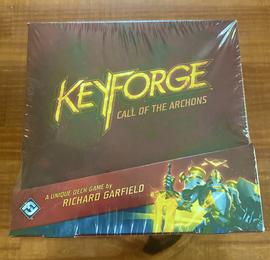 KEYFORGE
CALL OF THE ARCHONS
A UNIQUE DECK GAME BY
RICHARD GARFIELD